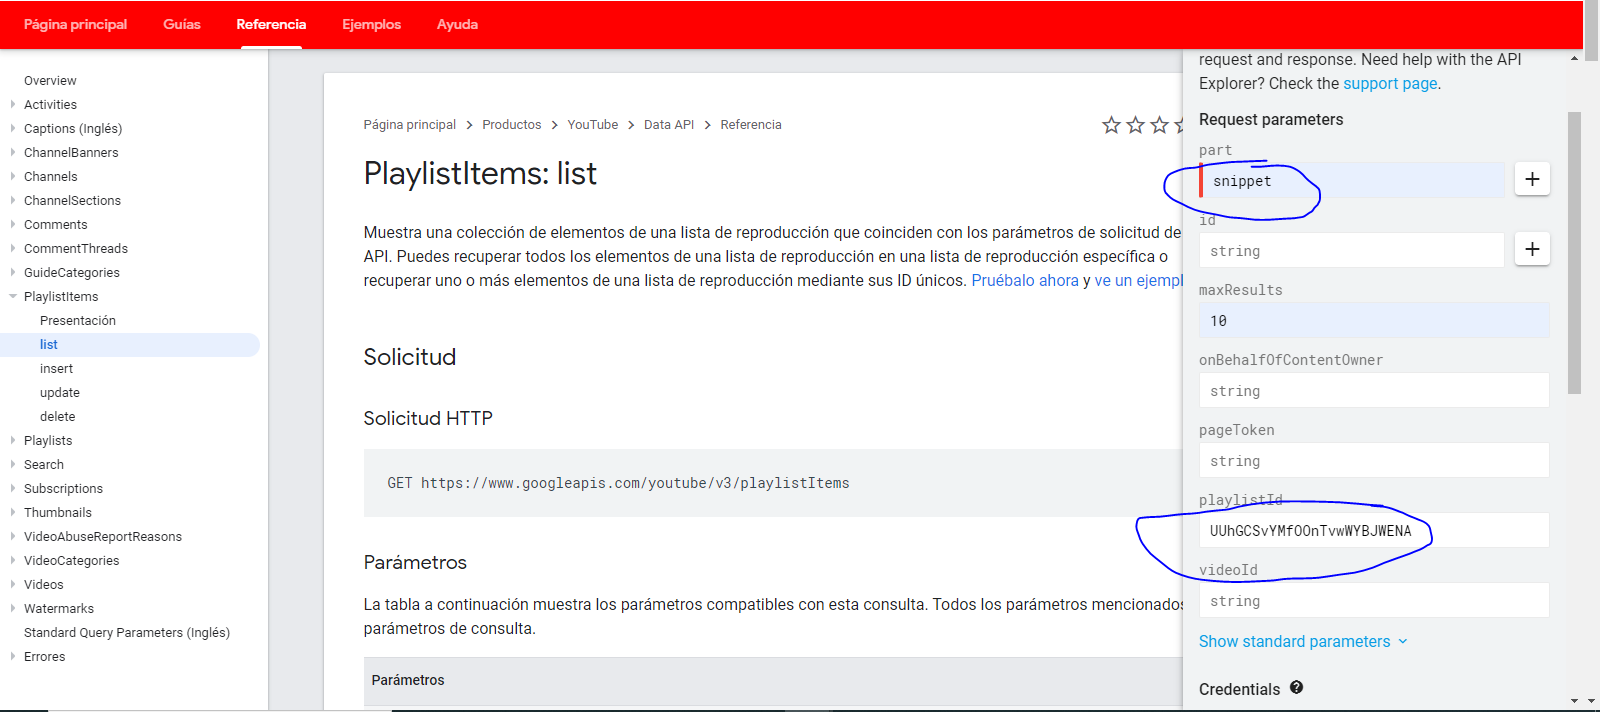 Página principal Guías Referencia Ejemplos Ayuda
Overview
Activities
Captions (Inglés)
ChannelBanners
Channels
ChannelSections
Comments
CommentThreads
GuideCategories
PlaylistItems
Presentación
list
insert
update
delete
Playlists
Search
Subscriptions
Thumbnails
VideoAbuseReportReasons
VideoCategories
Videos
Watermarks
Standard Query Parameters (Inglés)
Errores
Página principal > Productos > YouTube > Data API > Referencia
PlaylistItems: list
Muestra una colección de elementos de una lista de reproducción que coinciden con los parámetros de solicitud de
API. Puedes recuperar todos los elementos de una lista de reproducción en una lista de reproducción específica o
recuperar uno o más elementos de una lista de reproducción mediante sus ID únicos. Pruébalo ahora y ve un ejempl
Solicitud
Solicitud HTTP
GET https://www.googleapis.com/youtube/v3/playlistItems
Parámetros
La tabla a continuación muestra los parámetros compatibles con esta consulta. Todos los parámetros mencionados
parámetros de consulta.
Parámetros
request and response. Need help with the API
Explorer? Check the support page.
Request parameters
part
snippet
id
string
maxResults
10
onBehalfOfContentOwner
string
pageToken
string
playlistId
UUhGCSvYMfOOnTvwWYBJWENA
videoId
string
Show standard parameters
Credentials